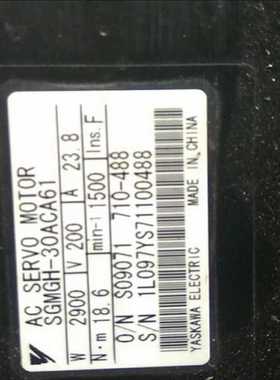 AC SERVO MOTOR
SGMGH-30ACA61
W 2900 V 200 A 23.8
N·m 18.6 min-1 1500 Ins. F
O/N S09071 710-488
S/N 1L097YS71100488
YASKAWA ELECTRIC MADE IN CHINA